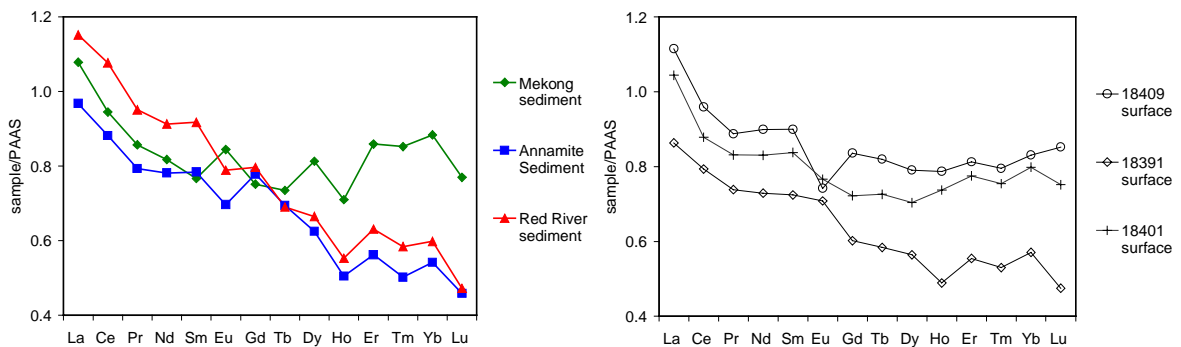 1.2
1.0
0.8
0.6
0.4
sample/PAAS
La Ce Pr Nd Sm Eu Gd Tb Dy Ho Er Tm Yb Lu
Mekong
sediment
Annamite
Sediment
Red River
sediment
1.2
1.0
0.8
0.6
0.4
sample/PAAS
La Ce Pr Nd Sm Eu Gd Tb Dy Ho Er Tm Yb Lu
18409
surface
18391
surface
18401
surface